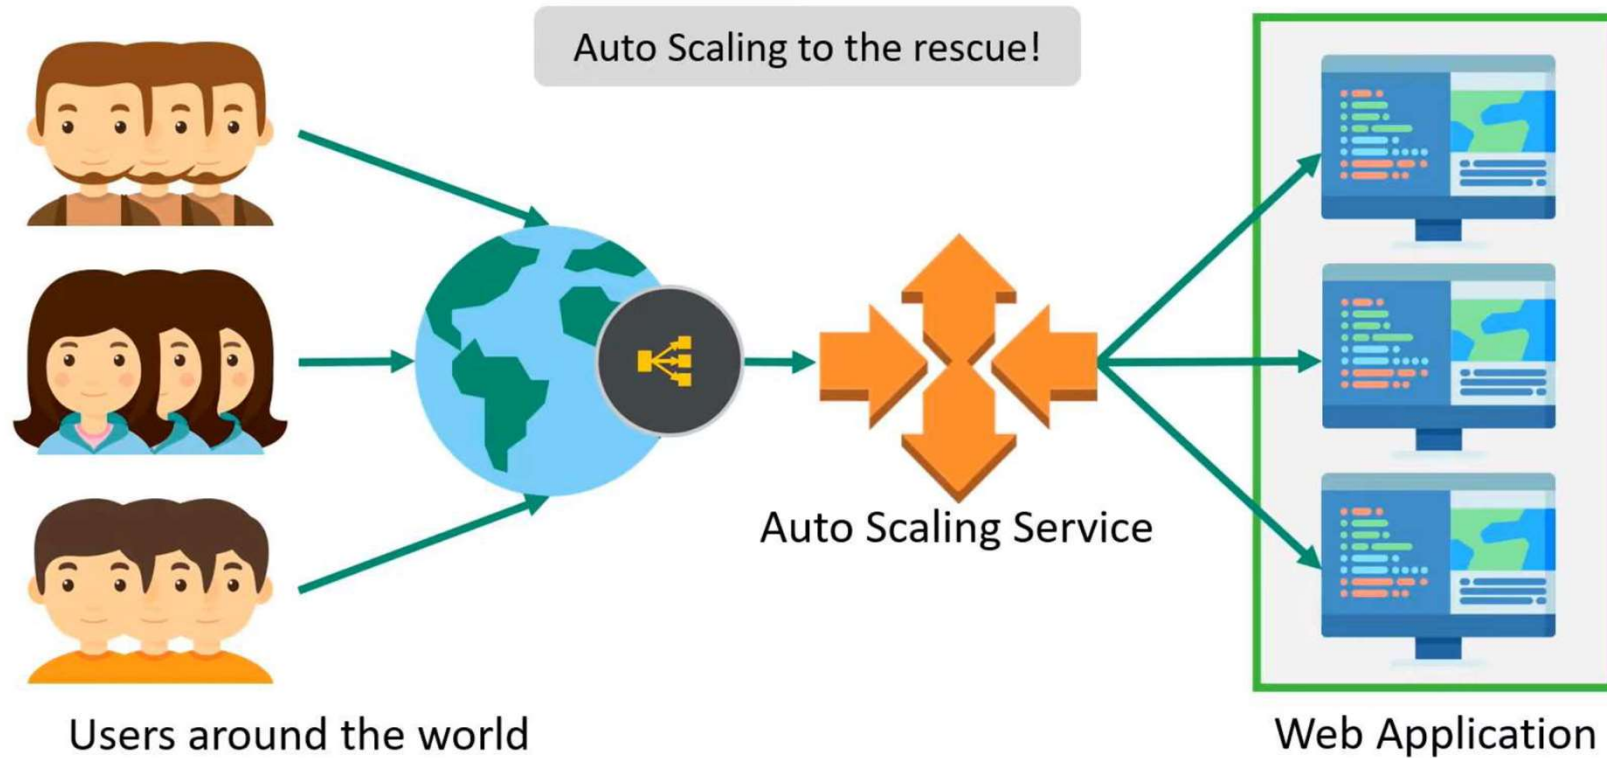 Auto Scaling to the rescue!
Auto Scaling Service
Users around the world
Web Application